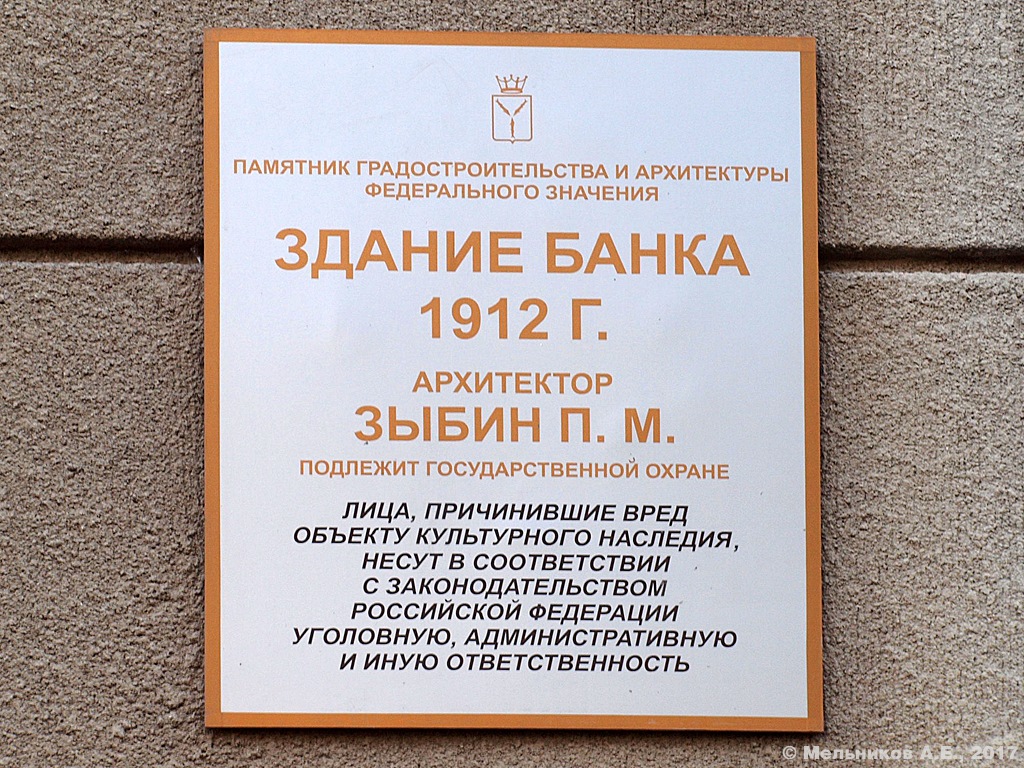 ПАМЯТНИК ГРАДОСТРОИТЕЛЬСТВА И АРХИТЕКТУРЫ
ФЕДЕРАЛЬНОГО ЗНАЧЕНИЯ
ЗДАНИЕ БАНКА
1912 Г.
АРХИТЕКТОР
ЗЫБИН П. М.
ПОДЛЕЖИТ ГОСУДАРСТВЕННОЙ ОХРАНЕ
ЛИЦА, ПРИЧИНИВШИЕ ВРЕД
ОБЪЕКТУ КУЛЬТУРНОГО НАСЛЕДИЯ,
НЕСУТ В СООТВЕТСТВИИ
С ЗАКОНОДАТЕЛЬСТВОМ
РОССИЙСКОЙ ФЕДЕРАЦИИ
УГОЛОВНУЮ, АДМИНИСТРАТИВНУЮ
И ИНУЮ ОТВЕТСТВЕННОСТЬ
© Мельников А.В., 2017